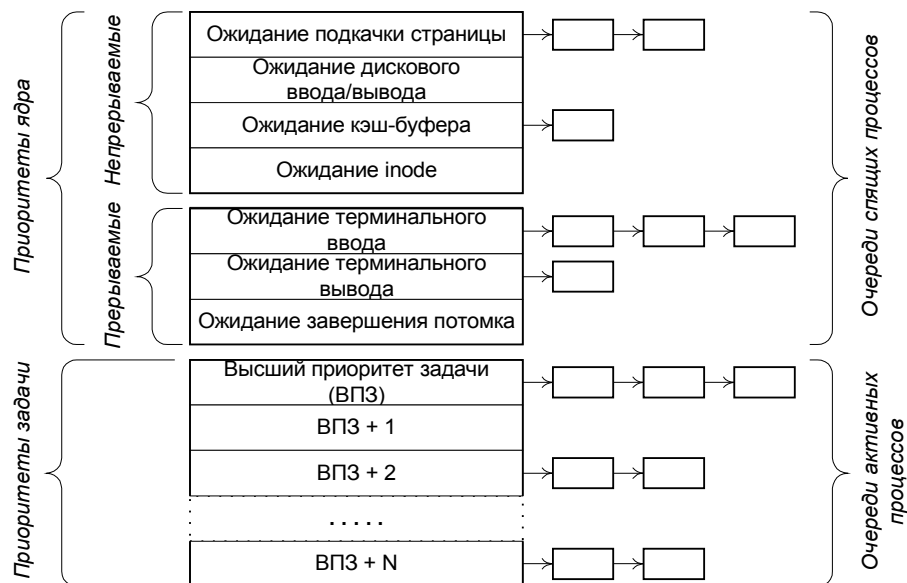 Приоритеты ядра
Непрерываемые
Ожидание подкачки страницы
Ожидание дискового
ввода/вывода
Ожидание кэш-буфера
Ожидание inode
Прерываемые
Ожидание терминального
ввода
Ожидание терминального
вывода
Ожидание завершения потомка
Очереди спящих процессов
Приоритеты задачи
Высший приоритет задачи
(ВПЗ)
ВПЗ + 1
ВПЗ + 2
. . . . .
ВПЗ + N
Очереди активных
процессов